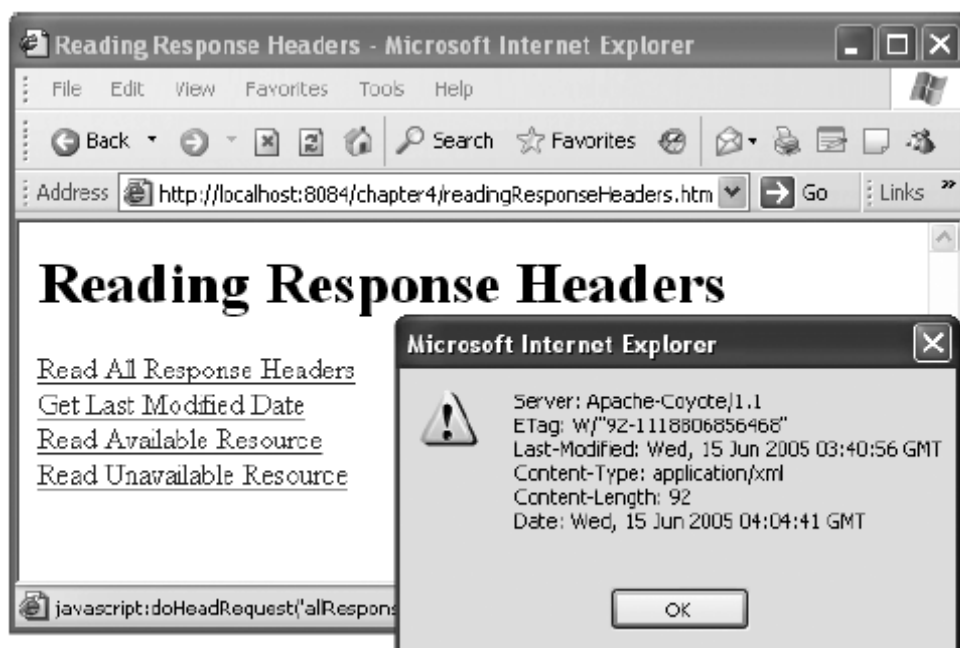 Reading Response Headers - Microsoft Internet Explorer
File Edit View Favorites Tools Help
Back Search Favorites
Address http://localhost:8084/chapter4/readingResponseHeaders.htm Go Links »
Reading Response Headers
Read All Response Headers
Get Last Modified Date
Read Available Resource
Read Unavailable Resource
Microsoft Internet Explorer
Server: Apache-Coyote/1.1
ETag: W/"92-1118806856468"
Last-Modified: Wed, 15 Jun 2005 03:40:56 GMT
Content-Type: application/xml
Content-Length: 92
Date: Wed, 15 Jun 2005 04:04:41 GMT
OK
javascript:doHeadRequest('allRespons